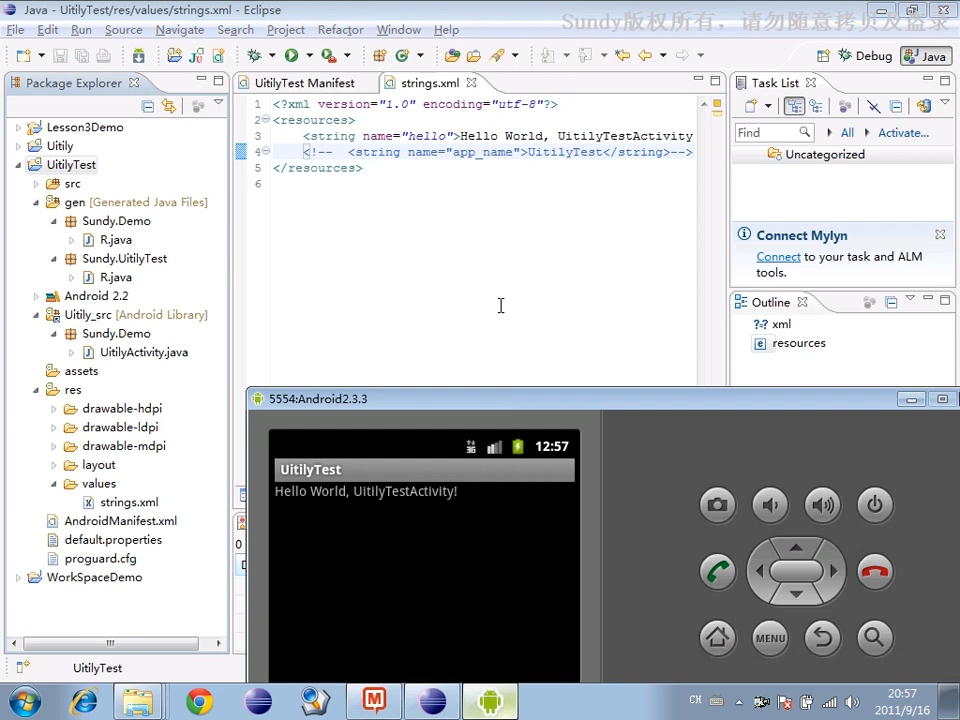 Java - UitilyTest/res/values/strings.xml - Eclipse
Sundy版权所有，请勿随意拷贝及盗录
File Edit Run Source Navigate Search Project Refactor Window Help
Debug
Java
Package Explorer
UitilyTest Manifest
strings.xml
Task List
Lesson3Demo
Uitily
UitilyTest
src
gen [Generated Java Files]
Sundy.Demo
R.java
Sundy.UitilyTest
R.java
Android 2.2
Uitily_src [Android Library]
Sundy.Demo
UitilyActivity.java
assets
res
drawable-hdpi
drawable-ldpi
drawable-mdpi
layout
values
strings.xml
AndroidManifest.xml
default.properties
proguard.cfg
WorkSpaceDemo
1 <?xml version="1.0" encoding="utf-8"?>
2 <resources>
3 <string name="hello">Hello World, UitilyTestActivity
4 <!-- <string name="app_name">UitilyTest</string>-->
5 </resources>
6
Find
All
Activate...
Uncategorized
Connect Mylyn
Connect to your task and ALM
tools.
Outline
xml
resources
5554:Android2.3.3
12:57
UitilyTest
Hello World, UitilyTestActivity!
MENU
0
UitilyTest
CH
20:57
2011/9/16